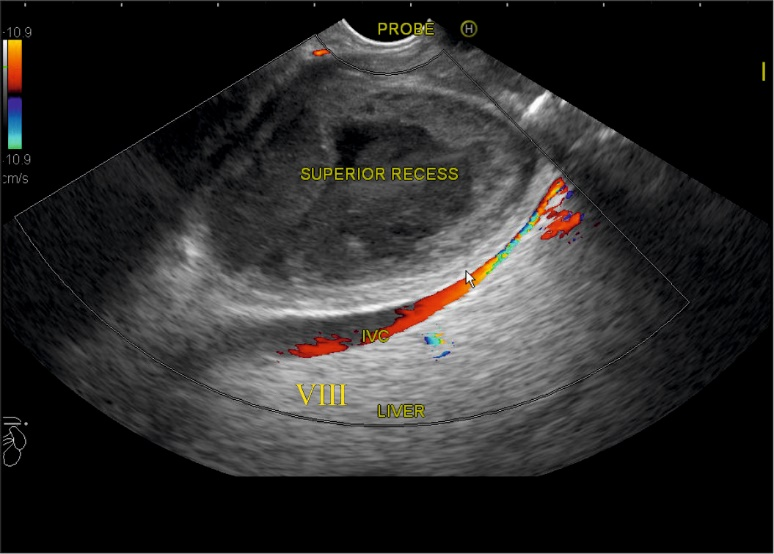 PROBE H
10 9
SUPERIOR RECESS
-10 9
cm/s
IVC
VIII
LIVER